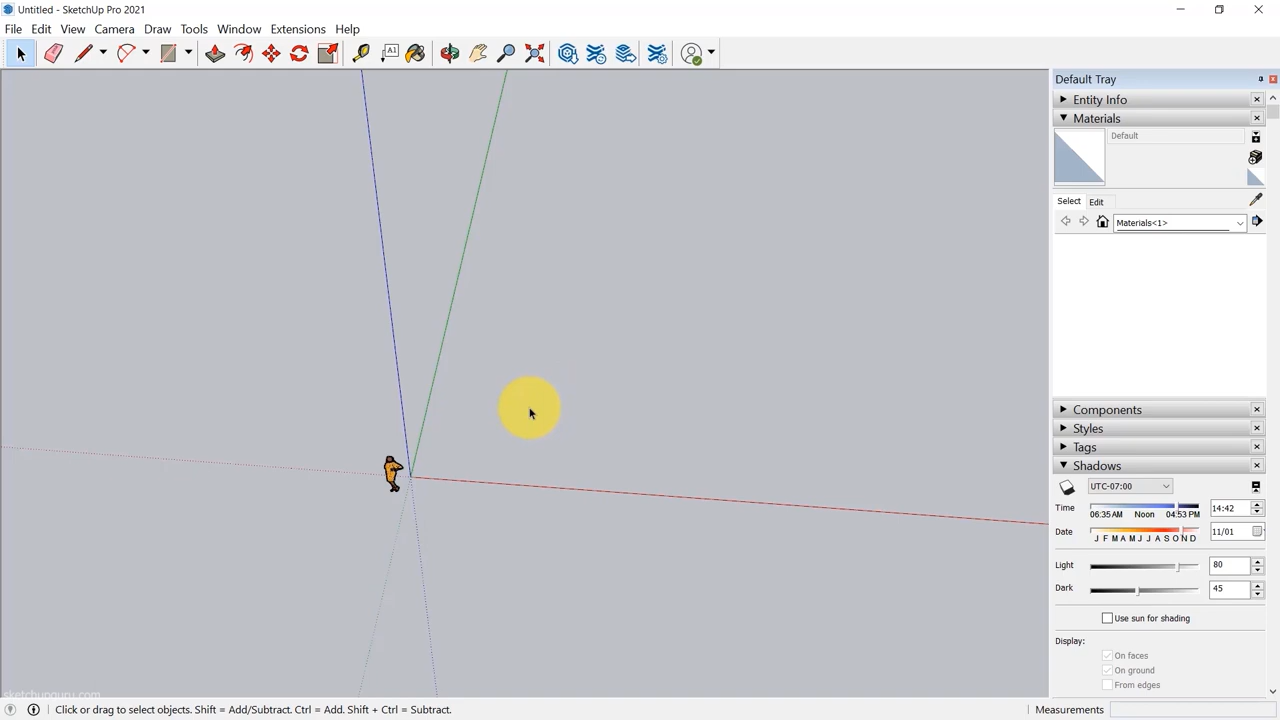 Untitled - SketchUp Pro 2021
File Edit View Camera Draw Tools Window Extensions Help
A1
Default Tray
Entity Info
Materials
Default
Select Edit
Materials<1>
Components
Styles
Tags
Shadows
UTC-07:00
Time 14:42
06:35 AM Noon 04:53 PM
Date 11/01
J F M A M J J A S O N D
Light 80
Dark 45
Use sun for shading
Display:
On faces
On ground
From edges
sketchupguru.com
Click or drag to select objects. Shift = Add/Subtract. Ctrl = Add. Shift + Ctrl = Subtract.
Measurements